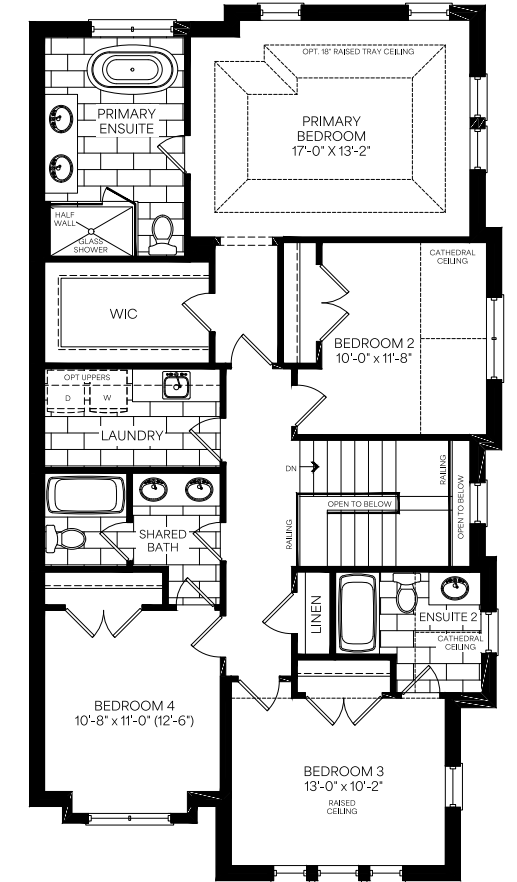 OPT. 18" RAISED TRAY CEILING
PRIMARY
ENSUITE
PRIMARY
BEDROOM
17'-0" X 13'-2"
HALF
WALL
GLASS
SHOWER
CATHEDRAL
CEILING
WIC
BEDROOM 2
10'-0" x 11'-8"
OPT UPPERS
D
W
LAUNDRY
DN
RAILING
OPEN TO BELOW
RAILING
OPEN TO BELOW
SHARED
BATH
LINEN
ENSUITE 2
CATHEDRAL
CEILING
BEDROOM 4
10'-8" x 11'-0" (12'-6")
BEDROOM 3
13'-0" x 10'-2"
RAISED
CEILING